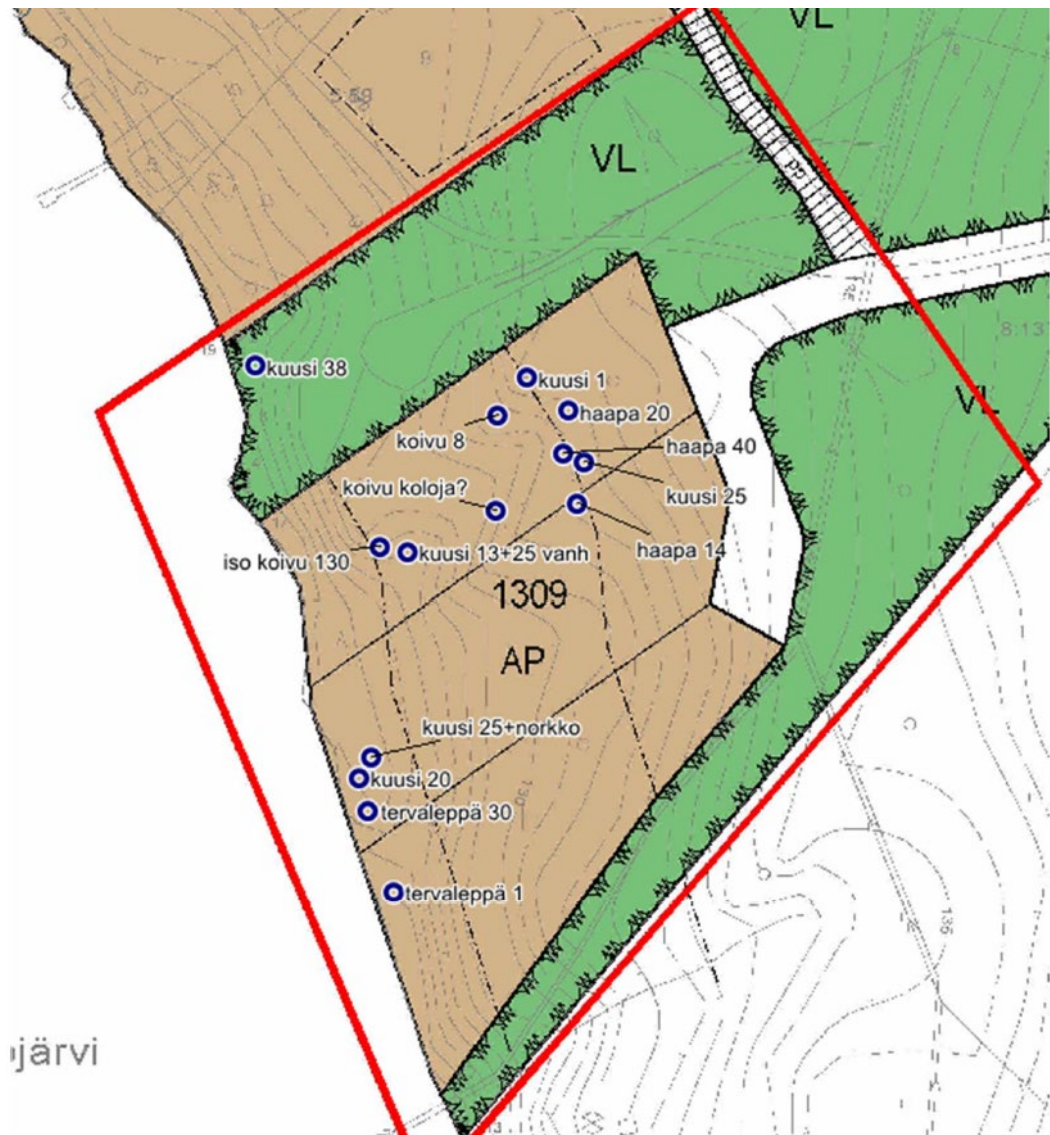 VL
VL
19
kuusi 38
kuusi 1
haapa 20
koivu 8
haapa 40
VL
koivu koloja?
kuusi 25
haapa 14
iso koivu 130
kuusi 13+25 vanh
1309
AP
kuusi 25+norkko
kuusi 20
tervaleppä 30
tervaleppä 1
135
järvi